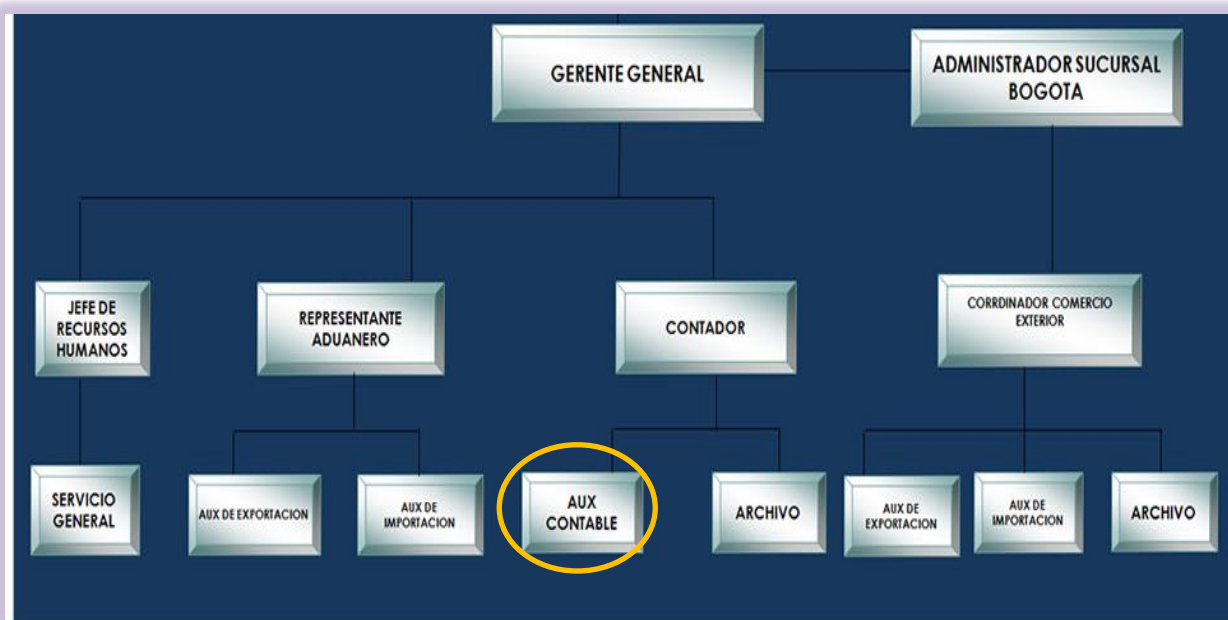 GERENTE GENERAL
ADMINISTRADOR SUCURSAL
BOGOTA
JEFE DE
RECURSOS
HUMANOS
REPRESENTANTE
ADUANERO
CONTADOR
CORRDINADOR COMERCIO
EXTERIOR
SERVICIO
GENERAL
AUX DE EXPORTACION
AUX DE
IMPORTACION
AUX
CONTABLE
ARCHIVO
AUX DE
EXPORTACION
AUX DE
IMPORTACION
ARCHIVO